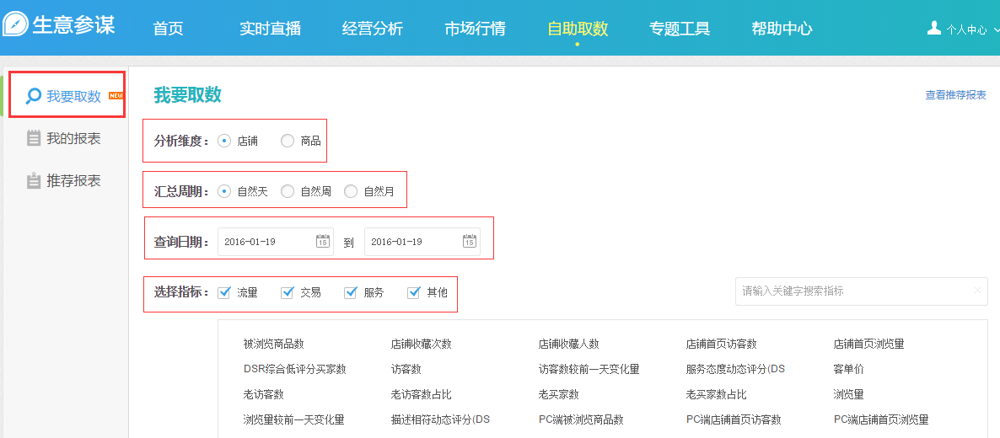 生意参谋 首页 实时直播 经营分析 市场行情 自助取数 专题工具 帮助中心 个人中心
我要取数 NEW
我的报表
推荐报表
我要取数 查看推荐报表
分析维度： 店铺 商品
汇总周期： 自然天 自然周 自然月
查询日期： 2016-01-19 15 到 2016-01-19 15
选择指标： 流量 交易 服务 其他 请输入关键字搜索指标
被浏览商品数 店铺收藏次数 店铺收藏人数 店铺首页访客数 店铺首页浏览量
DSR综合低评分买家数 访客数 访客数较前一天变化量 服务态度动态评分(DS 客单价
老访客数 老访客数占比 老买家数 老买家数占比 浏览量
浏览量较前一天变化量 描述相符动态评分(DS PC端被浏览商品数 PC端店铺首页访客数 PC端店铺首页浏览量